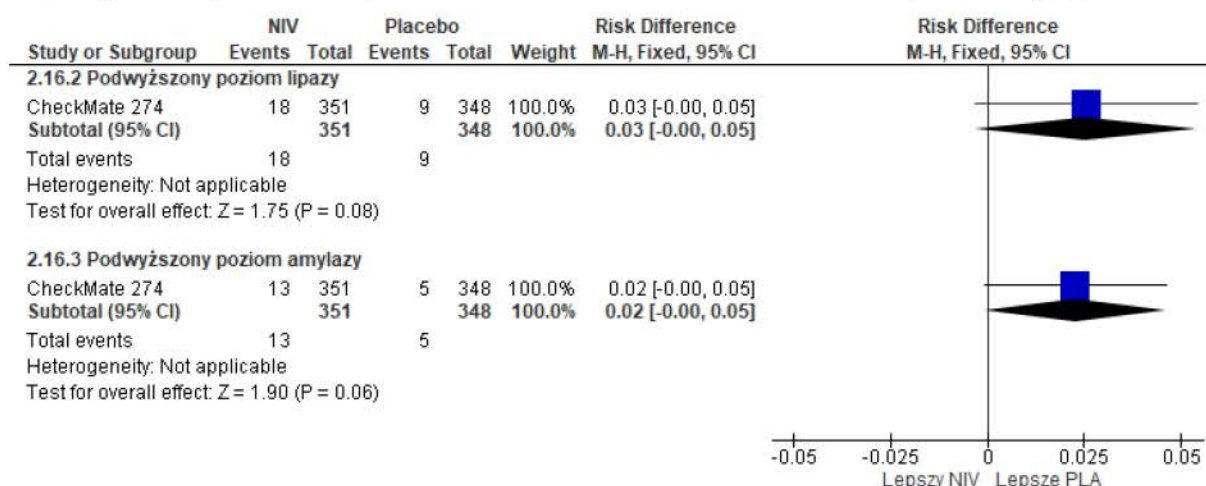 NIV Placebo Risk Difference Risk Difference
Study or Subgroup Events Total Events Total Weight M-H, Fixed, 95% CI M-H, Fixed, 95% CI
2.16.2 Podwyższony poziom lipazy
CheckMate 274 18 351 9 348 100.0% 0.03 [-0.00, 0.05]
Subtotal (95% CI) 351 348 100.0% 0.03 [-0.00, 0.05]
Total events 18 9
Heterogeneity: Not applicable
Test for overall effect: Z = 1.75 (P = 0.08)
2.16.3 Podwyższony poziom amylazy
CheckMate 274 13 351 5 348 100.0% 0.02 [-0.00, 0.05]
Subtotal (95% CI) 351 348 100.0% 0.02 [-0.00, 0.05]
Total events 13 5
Heterogeneity: Not applicable
Test for overall effect: Z = 1.90 (P = 0.06)
-0.05 -0.025 0 0.025 0.05
Lepszy NIV Lepsze PLA